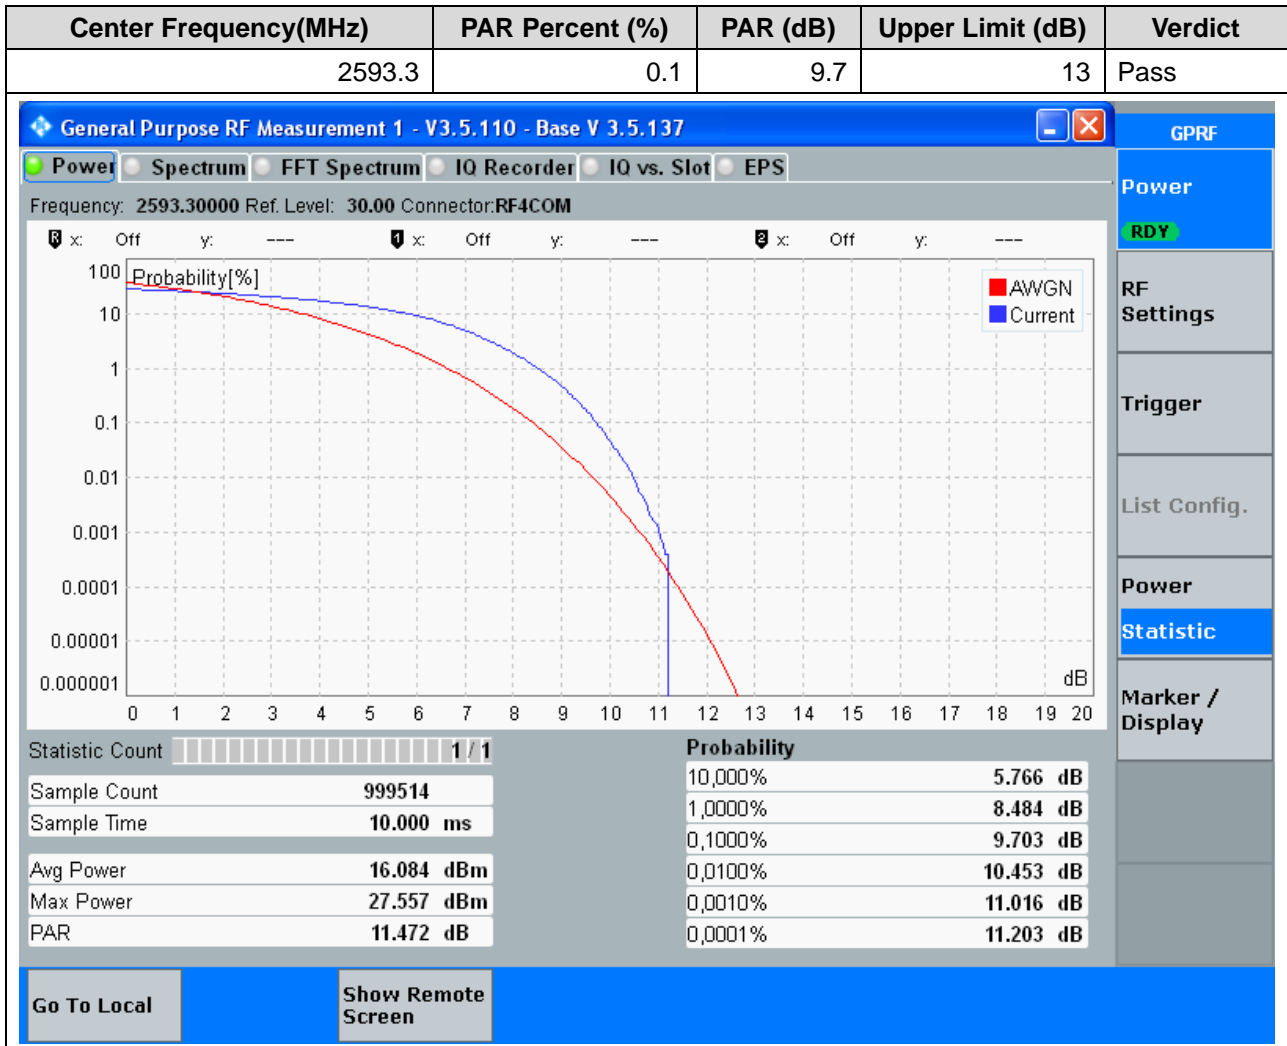 Center Frequency(MHz) PAR Percent (%) PAR (dB) Upper Limit (dB) Verdict
2593.3 0.1 9.7 13 Pass
General Purpose RF Measurement 1 - V3.5.110 - Base V 3.5.137
GPRF
Power Spectrum FFT Spectrum IQ Recorder IQ vs. Slot EPS
Power
RDY
Frequency: 2593.30000 Ref. Level: 30.00 Connector:RF4COM
R x: Off y: --- 1 x: Off y: --- 2 x: Off y: ---
Probability[%]
AWGN
Current
100
10
1
0.1
0.01
0.001
0.0001
0.00001
0.000001
dB
0 1 2 3 4 5 6 7 8 9 10 11 12 13 14 15 16 17 18 19 20
RF
Settings
Trigger
List Config.
Power
Statistic
Marker /
Display
Statistic Count 1 / 1
Sample Count 999514
Sample Time 10.000 ms
Avg Power 16.084 dBm
Max Power 27.557 dBm
PAR 11.472 dB
Probability
10,000% 5.766 dB
1,0000% 8.484 dB
0,1000% 9.703 dB
0,0100% 10.453 dB
0,0010% 11.016 dB
0,0001% 11.203 dB
Go To Local
Show Remote
Screen